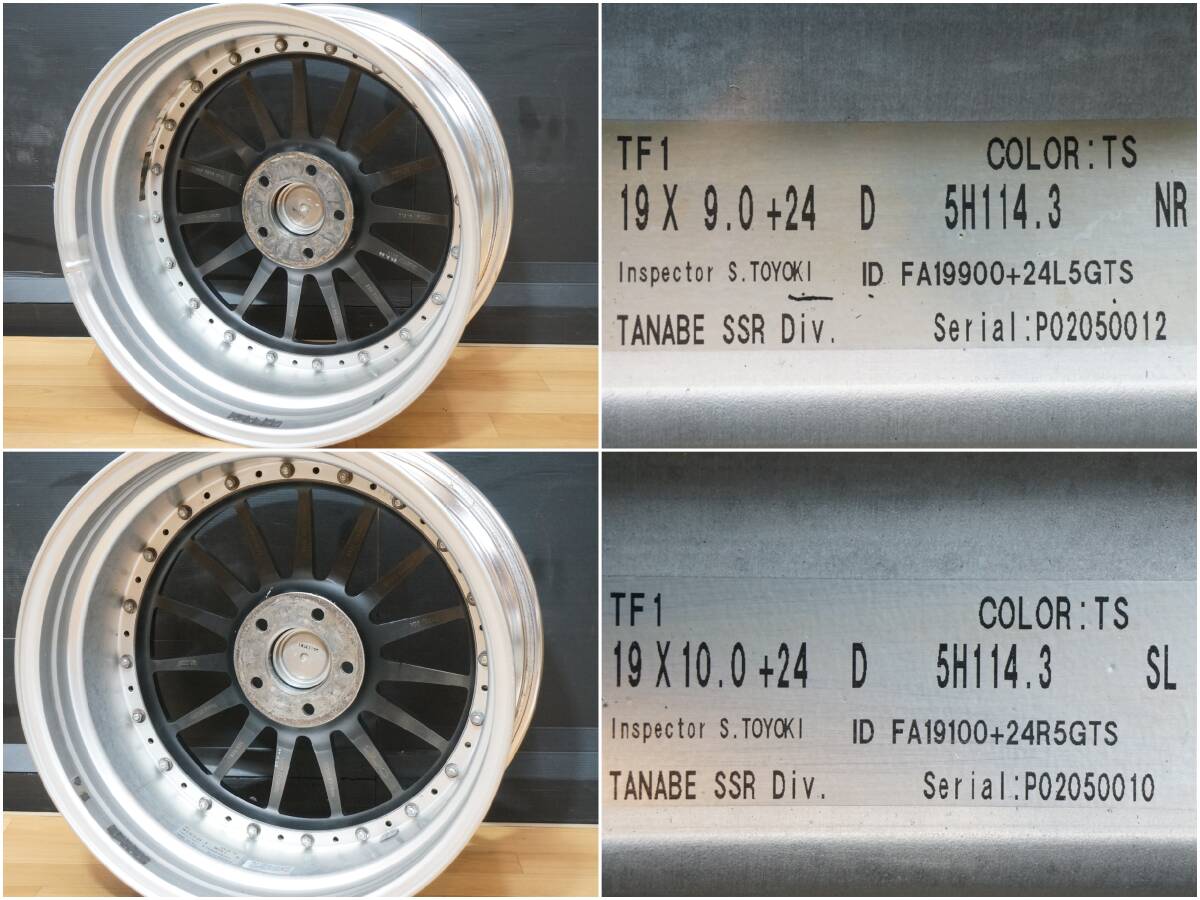 TF1 COLOR:TS
19 X 9.0 +24 D 5H114.3 NR
Inspector S.TOYOKI ID FA19900+24L5GTS
TANABE SSR Div. Serial:P02050012
TF1 COLOR:TS
19 X 10.0 +24 D 5H114.3 SL
Inspector S.TOYOKI ID FA19100+24R5GTS
TANABE SSR Div. Serial:P02050010